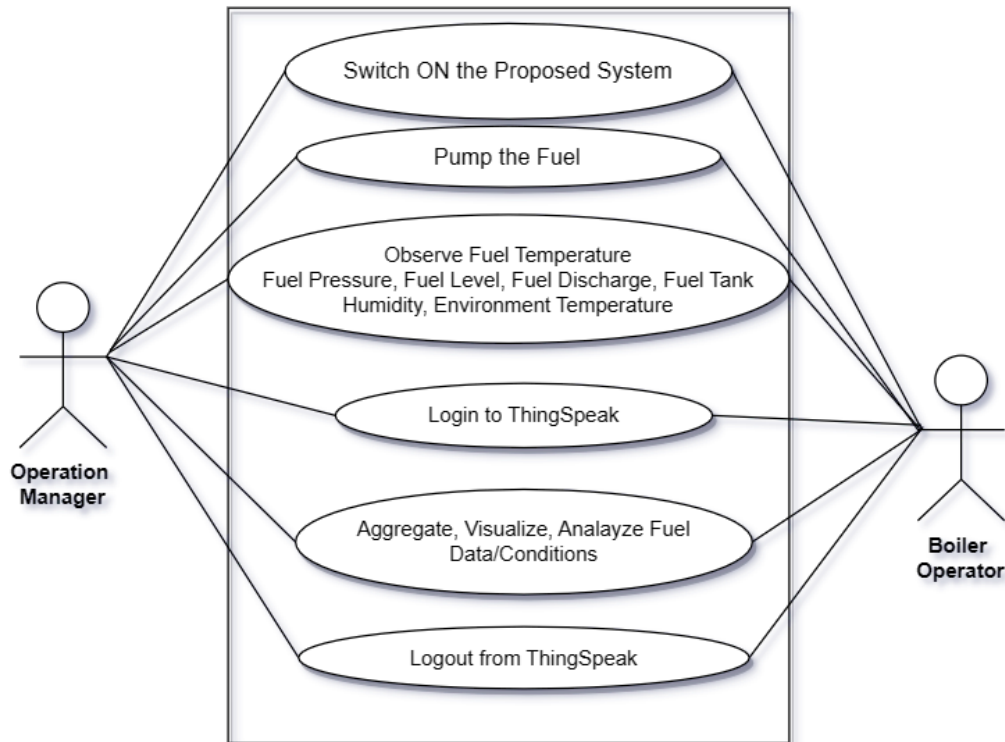 Switch ON the Proposed System
Pump the Fuel
Observe Fuel Temperature
Fuel Pressure, Fuel Level, Fuel Discharge, Fuel Tank
Humidity, Environment Temperature
Login to ThingSpeak
Operation
Manager
Aggregate, Visualize, Analayze Fuel
Data/Conditions
Boiler
Operator
Logout from ThingSpeak